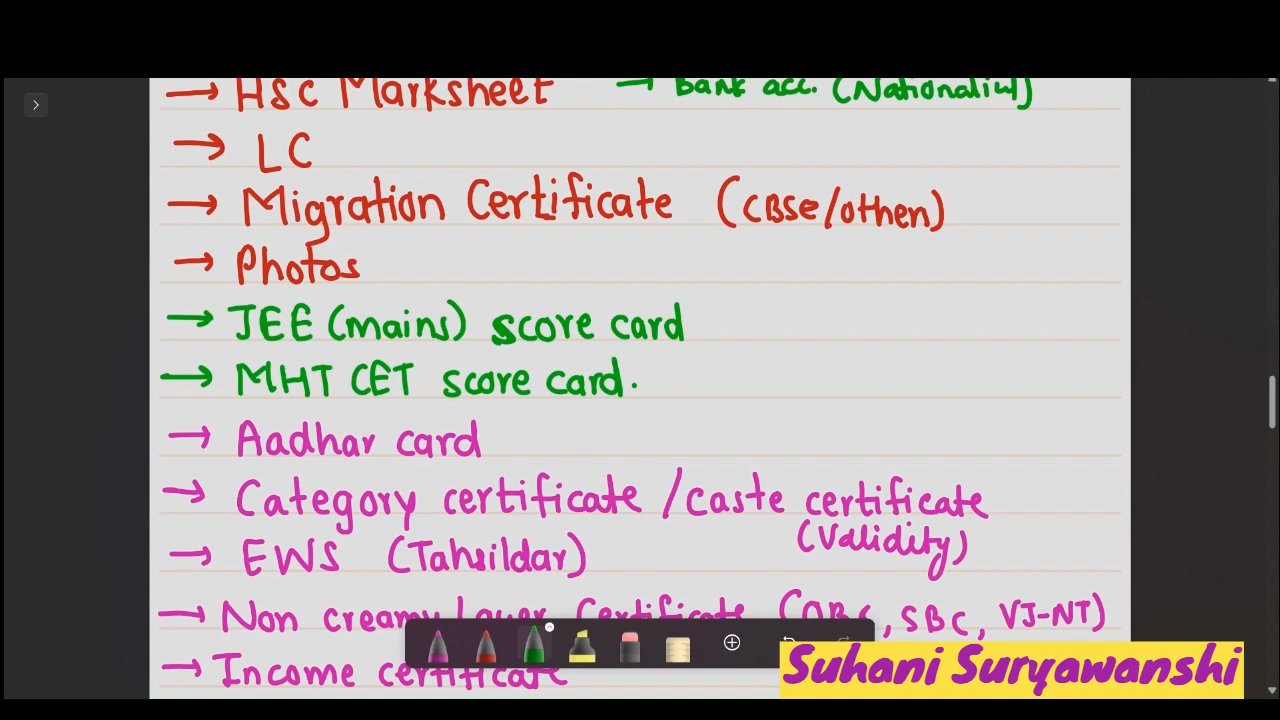 → HSC Marksheet → Bank acc.
→ LC
→ Migration Certificate (CBSE/other)
→ Photos
→ JEE (mains) score card
→ MHT CET score card.
→ Aadhar card
→ Category certificate / caste certificate
(Validity)
→ EWS (Tahsildar)
→ Non creamy layer Certificate (OBC, SBC, VJ-NT)
→ Income certificate
Suhani Suryawanshi